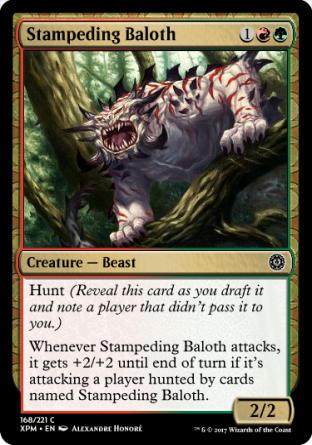 Stampeding Baloth 1
Creature — Beast
Hunt (Reveal this card as you draft it
and note a player that didn't pass it to
you.)
Whenever Stampeding Baloth attacks,
it gets +2/+2 until end of turn if it's
attacking a player hunted by cards
named Stampeding Baloth.
2/2
168/221 C
XPM • EN ALEXANDRE HONORÉ
™ & © 2017 Wizards of the Coast